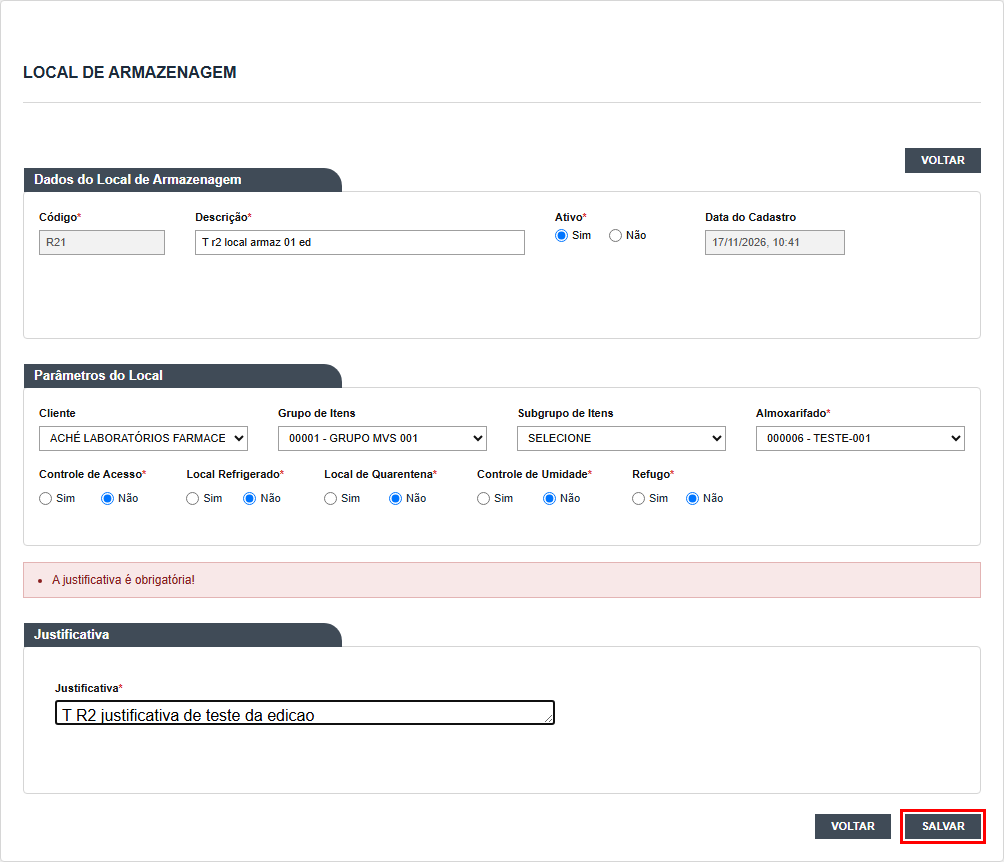 LOCAL DE ARMAZENAGEM
VOLTAR
Dados do Local de Armazenagem
Código* Descrição* Ativo* Data do Cadastro
R21 T r2 local armaz 01 ed Sim Não 17/11/2026, 10:41
Parâmetros do Local
Cliente Grupo de Itens Subgrupo de Itens Almoxarifado*
ACHÉ LABORATÓRIOS FARMACE 00001 - GRUPO MVS 001 SELECIONE 000006 - TESTE-001
Controle de Acesso* Local Refrigerado* Local de Quarentena* Controle de Umidade* Refugo*
Sim Não Sim Não Sim Não Sim Não Sim Não
A justificativa é obrigatória!
Justificativa
Justificativa*
T R2 justificativa de teste da edicao
VOLTAR SALVAR